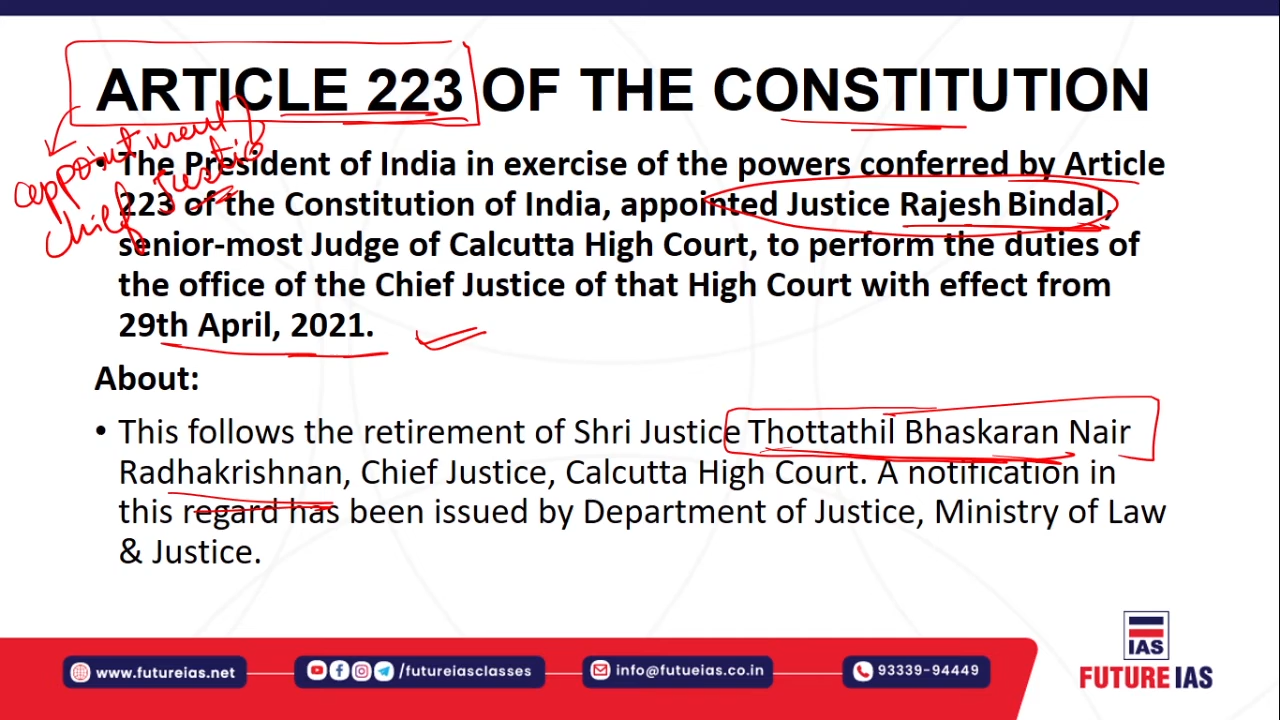 ARTICLE 223 OF THE CONSTITUTION
appointment
Chief Justice
• The President of India in exercise of the powers conferred by Article
223 of the Constitution of India, appointed Justice Rajesh Bindal,
senior-most Judge of Calcutta High Court, to perform the duties of
the office of the Chief Justice of that High Court with effect from
29th April, 2021.
About:
• This follows the retirement of Shri Justice Thottathil Bhaskaran Nair
Radhakrishnan, Chief Justice, Calcutta High Court. A notification in
this regard has been issued by Department of Justice, Ministry of Law
& Justice.
www.futureias.net
/futureiasclasses
info@futueias.co.in
93339-94449
IAS
FUTURE IAS